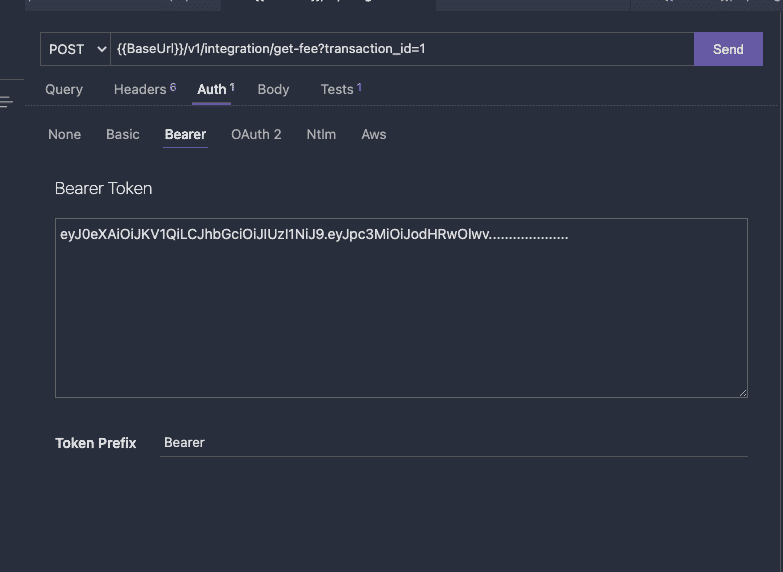 POST {{BaseUrl}}/v1/integration/get-fee?transaction_id=1 Send
Query Headers 6 Auth 1 Body Tests 1
None Basic Bearer OAuth 2 Ntlm Aws
Bearer Token
eyJ0eXAiOiJKV1QiLCJhbGciOiJIUzI1NiJ9.eyJpc3MiOiJodHRwOlwv....................
Token Prefix Bearer